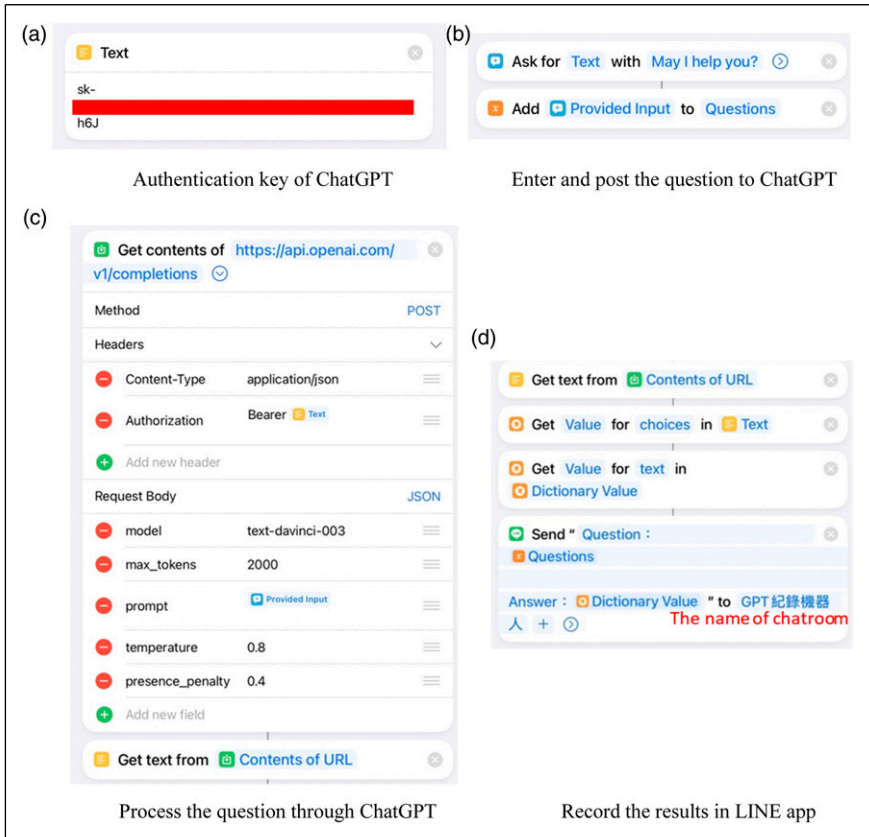 (a)
Text
sk-
h6J
Authentication key of ChatGPT
(b)
Ask for Text with May I help you?
Add Provided Input to Questions
Enter and post the question to ChatGPT
(c)
Get contents of https://api.openai.com/
v1/completions
Method POST
Headers
Content-Type application/json
Authorization Bearer Text
Add new header
Request Body JSON
model text-davinci-003
max_tokens 2000
prompt Provided Input
temperature 0.8
presence_penalty 0.4
Add new field
Get text from Contents of URL
Process the question through ChatGPT
(d)
Get text from Contents of URL
Get Value for choices in Text
Get Value for text in
Dictionary Value
Send “ Question：
Questions
Answer： Dictionary Value ” to GPT紀錄機器
人
The name of chatroom
Record the results in LINE app